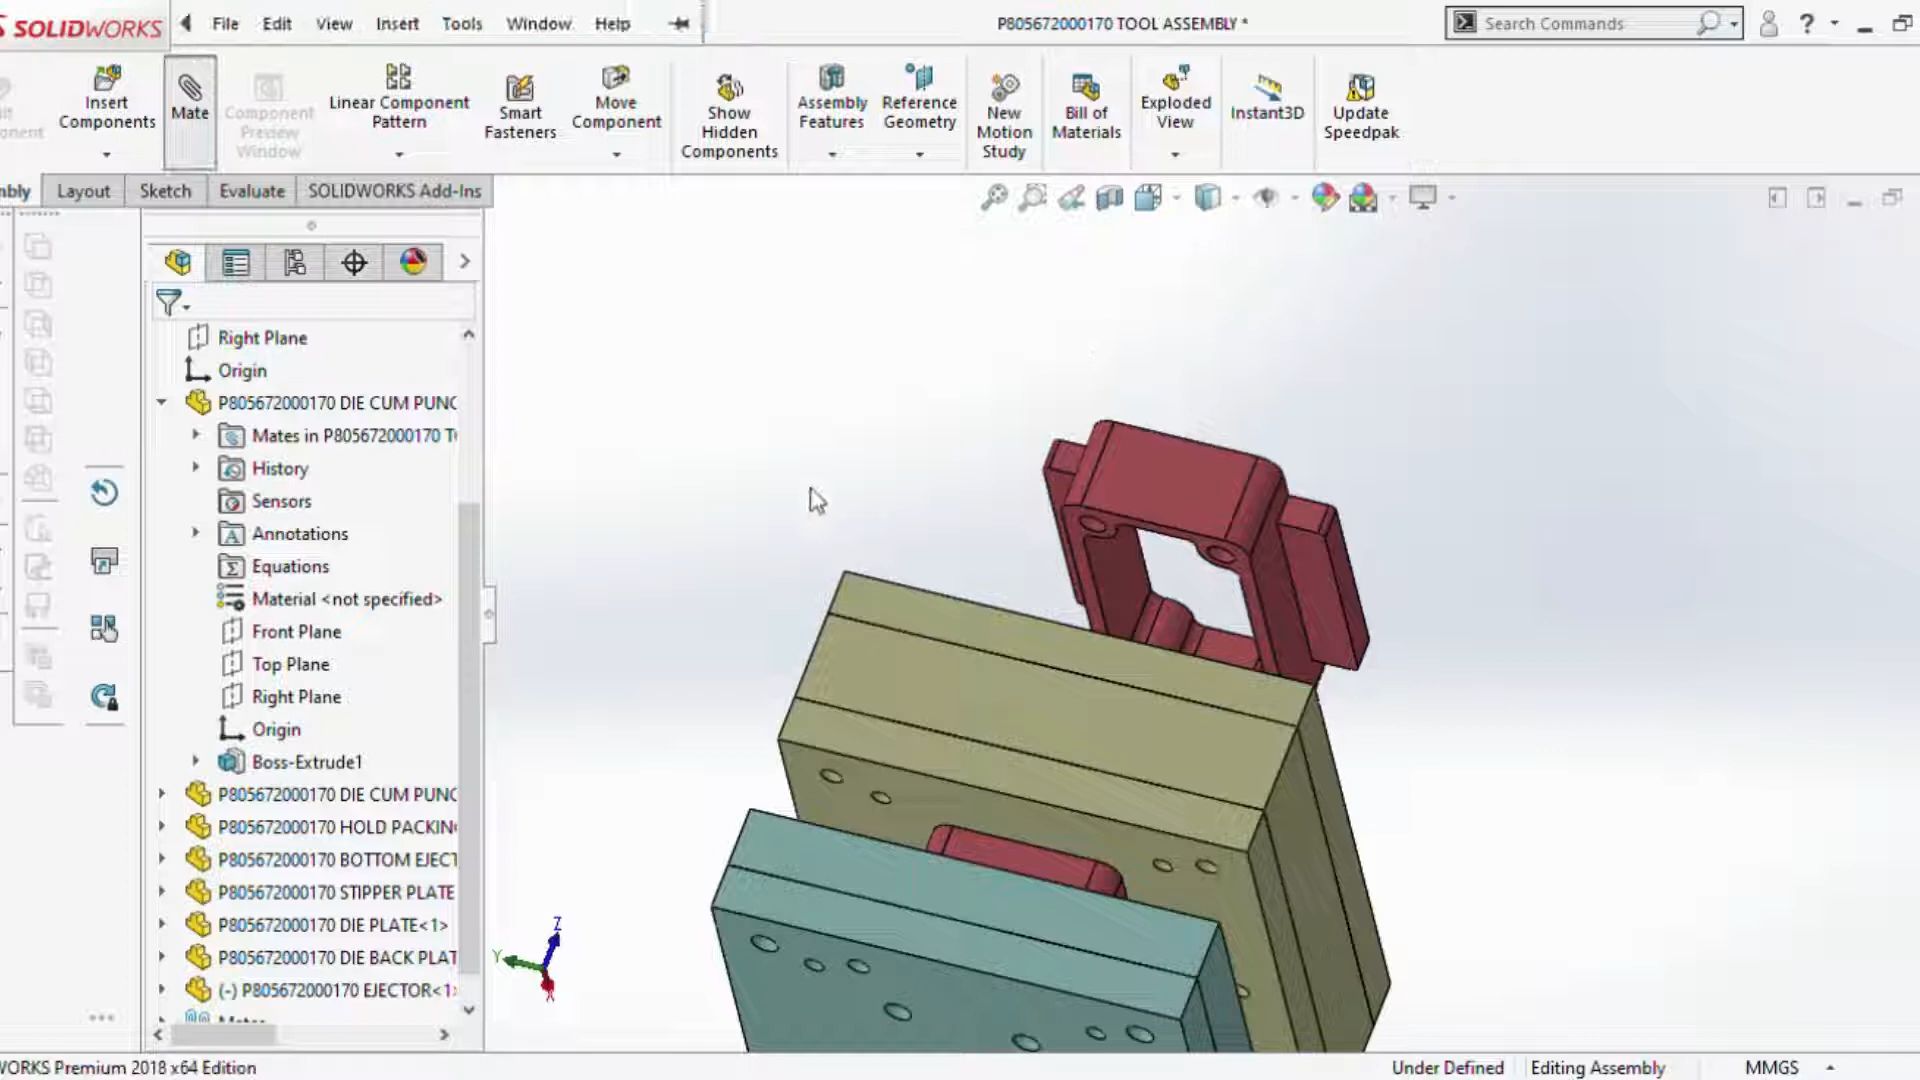 SOLIDWORKS
File Edit View Insert Tools Window Help
P805672000170 TOOL ASSEMBLY *
Search Commands
?
Insert Components
Mate
Component Preview Window
Linear Component Pattern
Smart Fasteners
Move Component
Show Hidden Components
Assembly Features
Reference Geometry
New Motion Study
Bill of Materials
Exploded View
Instant3D
Update Speedpak
mbly Layout Sketch Evaluate SOLIDWORKS Add-Ins
Right Plane
Origin
P805672000170 DIE CUM PUNC
Mates in P805672000170 T
History
Sensors
Annotations
Equations
Material <not specified>
Front Plane
Top Plane
Right Plane
Origin
Boss-Extrude1
P805672000170 DIE CUM PUNC
P805672000170 HOLD PACKIN
P805672000170 BOTTOM EJECT
P805672000170 STIPPER PLATE
P805672000170 DIE PLATE<1>
P805672000170 DIE BACK PLAT
(-) P805672000170 EJECTOR<1>
Mates
Z
Y
X
WORKS Premium 2018 x64 Edition
Under Defined
Editing Assembly
MMGS